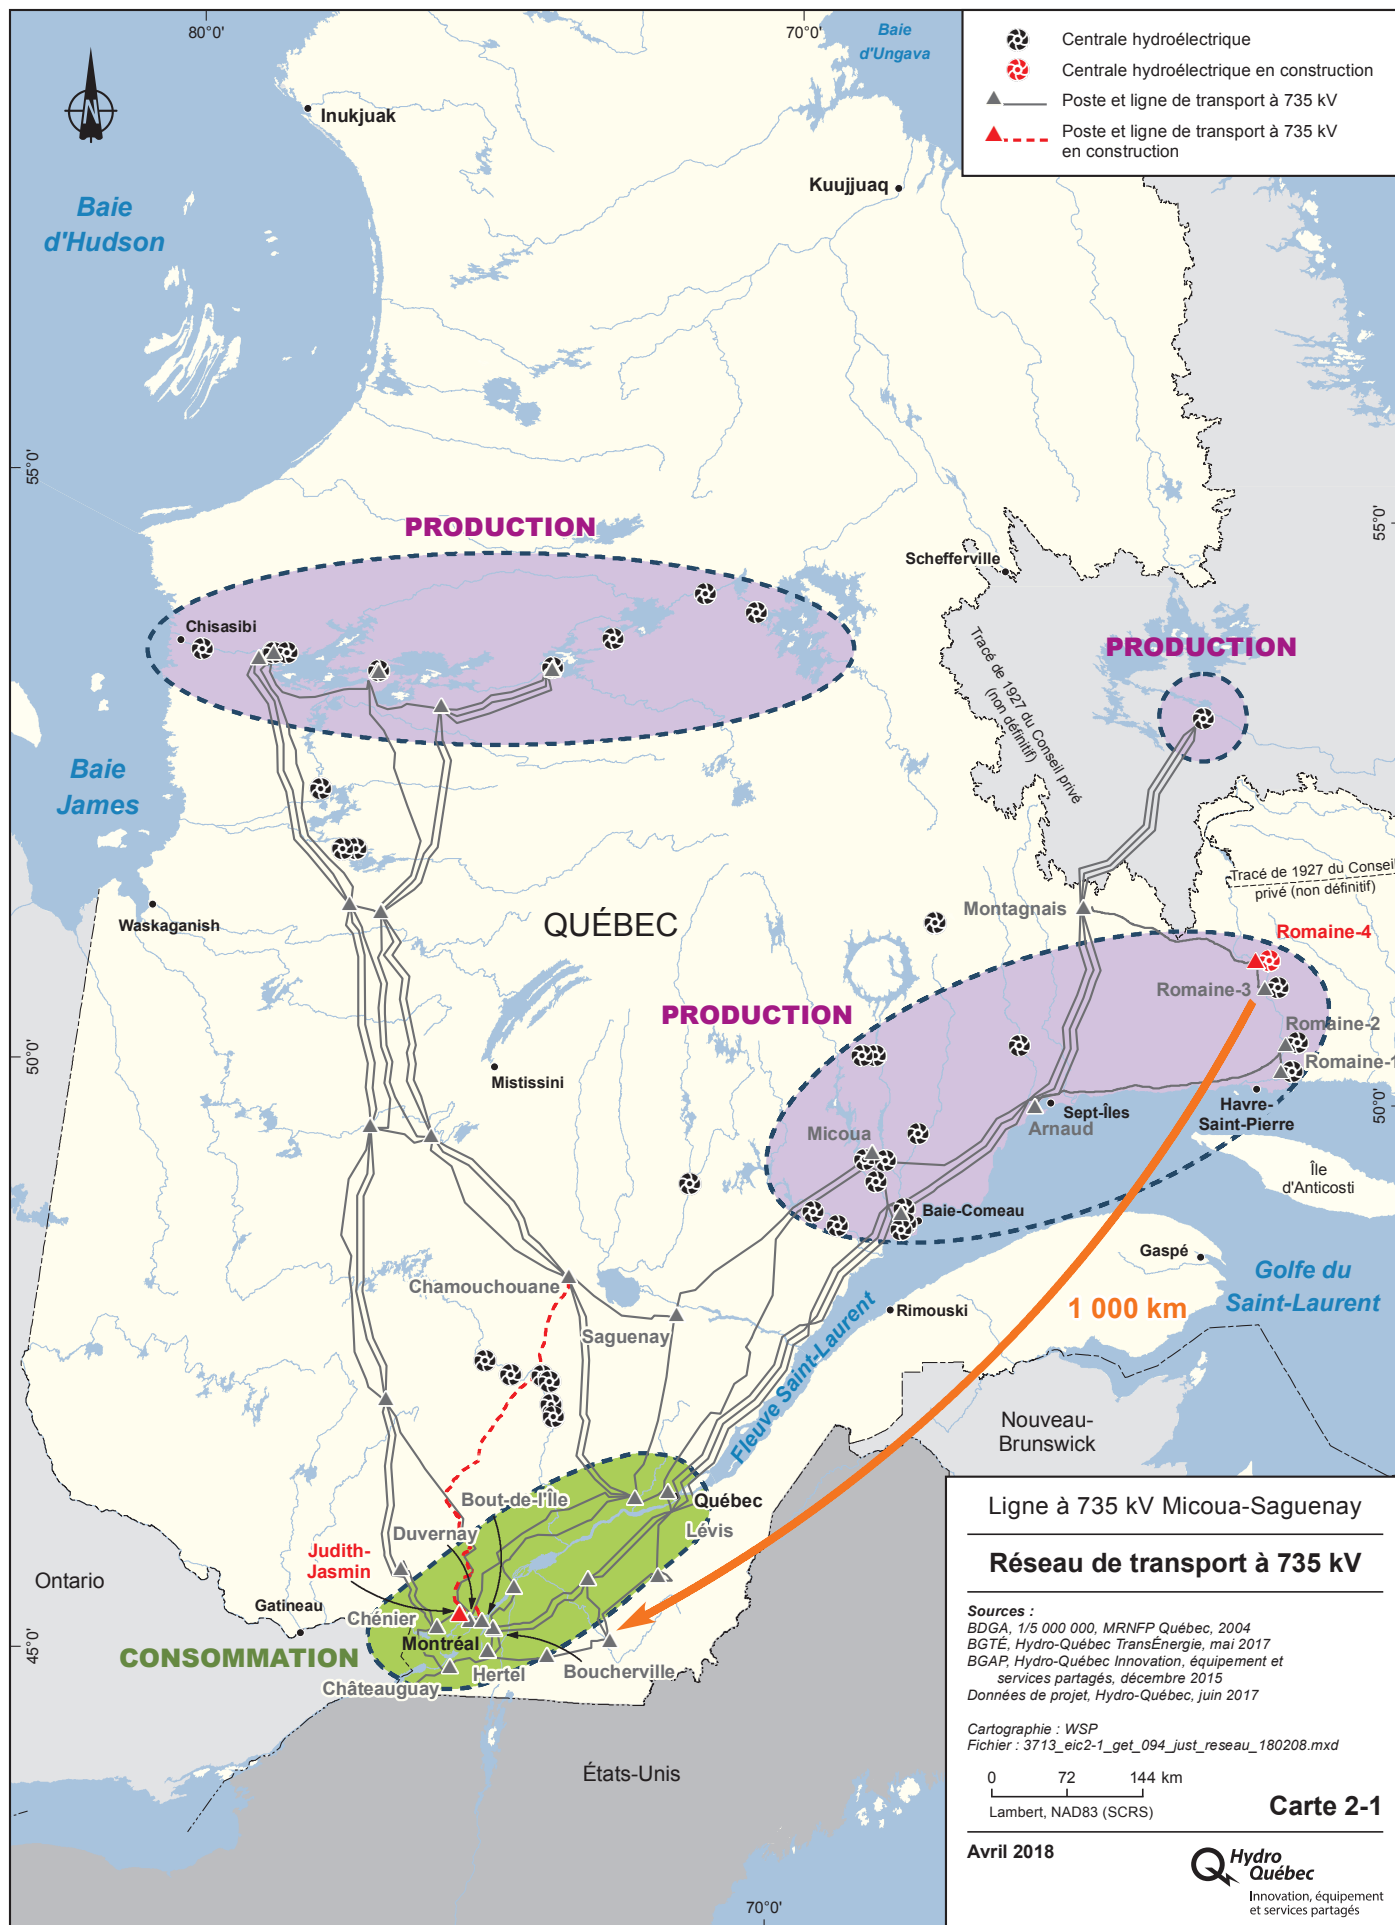 80°0'
70°0'
Baie
d'Ungava
Centrale hydroélectrique
Centrale hydroélectrique en construction
Poste et ligne de transport à 735 kV
Poste et ligne de transport à 735 kV
en construction
N
Inukjuak
Kuujjuaq
Baie
d'Hudson
55°0'
55°0'
PRODUCTION
Schefferville
Chisasibi
Tracé de 1927 du Conseil privé
(non définitif)
PRODUCTION
Baie
James
Tracé de 1927 du Conseil
privé (non définitif)
Waskaganish
QUÉBEC
Montagnais
Romaine-4
Romaine-3
PRODUCTION
Romaine-2
Romaine-1
50°0'
50°0'
Mistissini
Sept-Îles
Arnaud
Havre-
Saint-Pierre
Micoua
Île
d'Anticosti
Baie-Comeau
Gaspé
Golfe du
Saint-Laurent
Chamouchouane
Rimouski
1 000 km
Saguenay
Fleuve Saint-Laurent
Nouveau-
Brunswick
Bout-de-l'Île
Québec
Duvernay
Lévis
Judith-
Jasmin
Ontario
Gatineau
Chénier
Montréal
45°0'
CONSOMMATION
Hertel
Boucherville
Châteauguay
États-Unis
70°0'
Ligne à 735 kV Micoua-Saguenay
Réseau de transport à 735 kV
Sources :
BDGA, 1/5 000 000, MRNFP Québec, 2004
BGTÉ, Hydro-Québec TransÉnergie, mai 2017
BGAP, Hydro-Québec Innovation, équipement et
services partagés, décembre 2015
Données de projet, Hydro-Québec, juin 2017
Cartographie : WSP
Fichier : 3713_eic2-1_get_094_just_reseau_180208.mxd
0 72 144 km
Lambert, NAD83 (SCRS)
Carte 2-1
Avril 2018
Hydro
Québec
Innovation, équipement
et services partagés